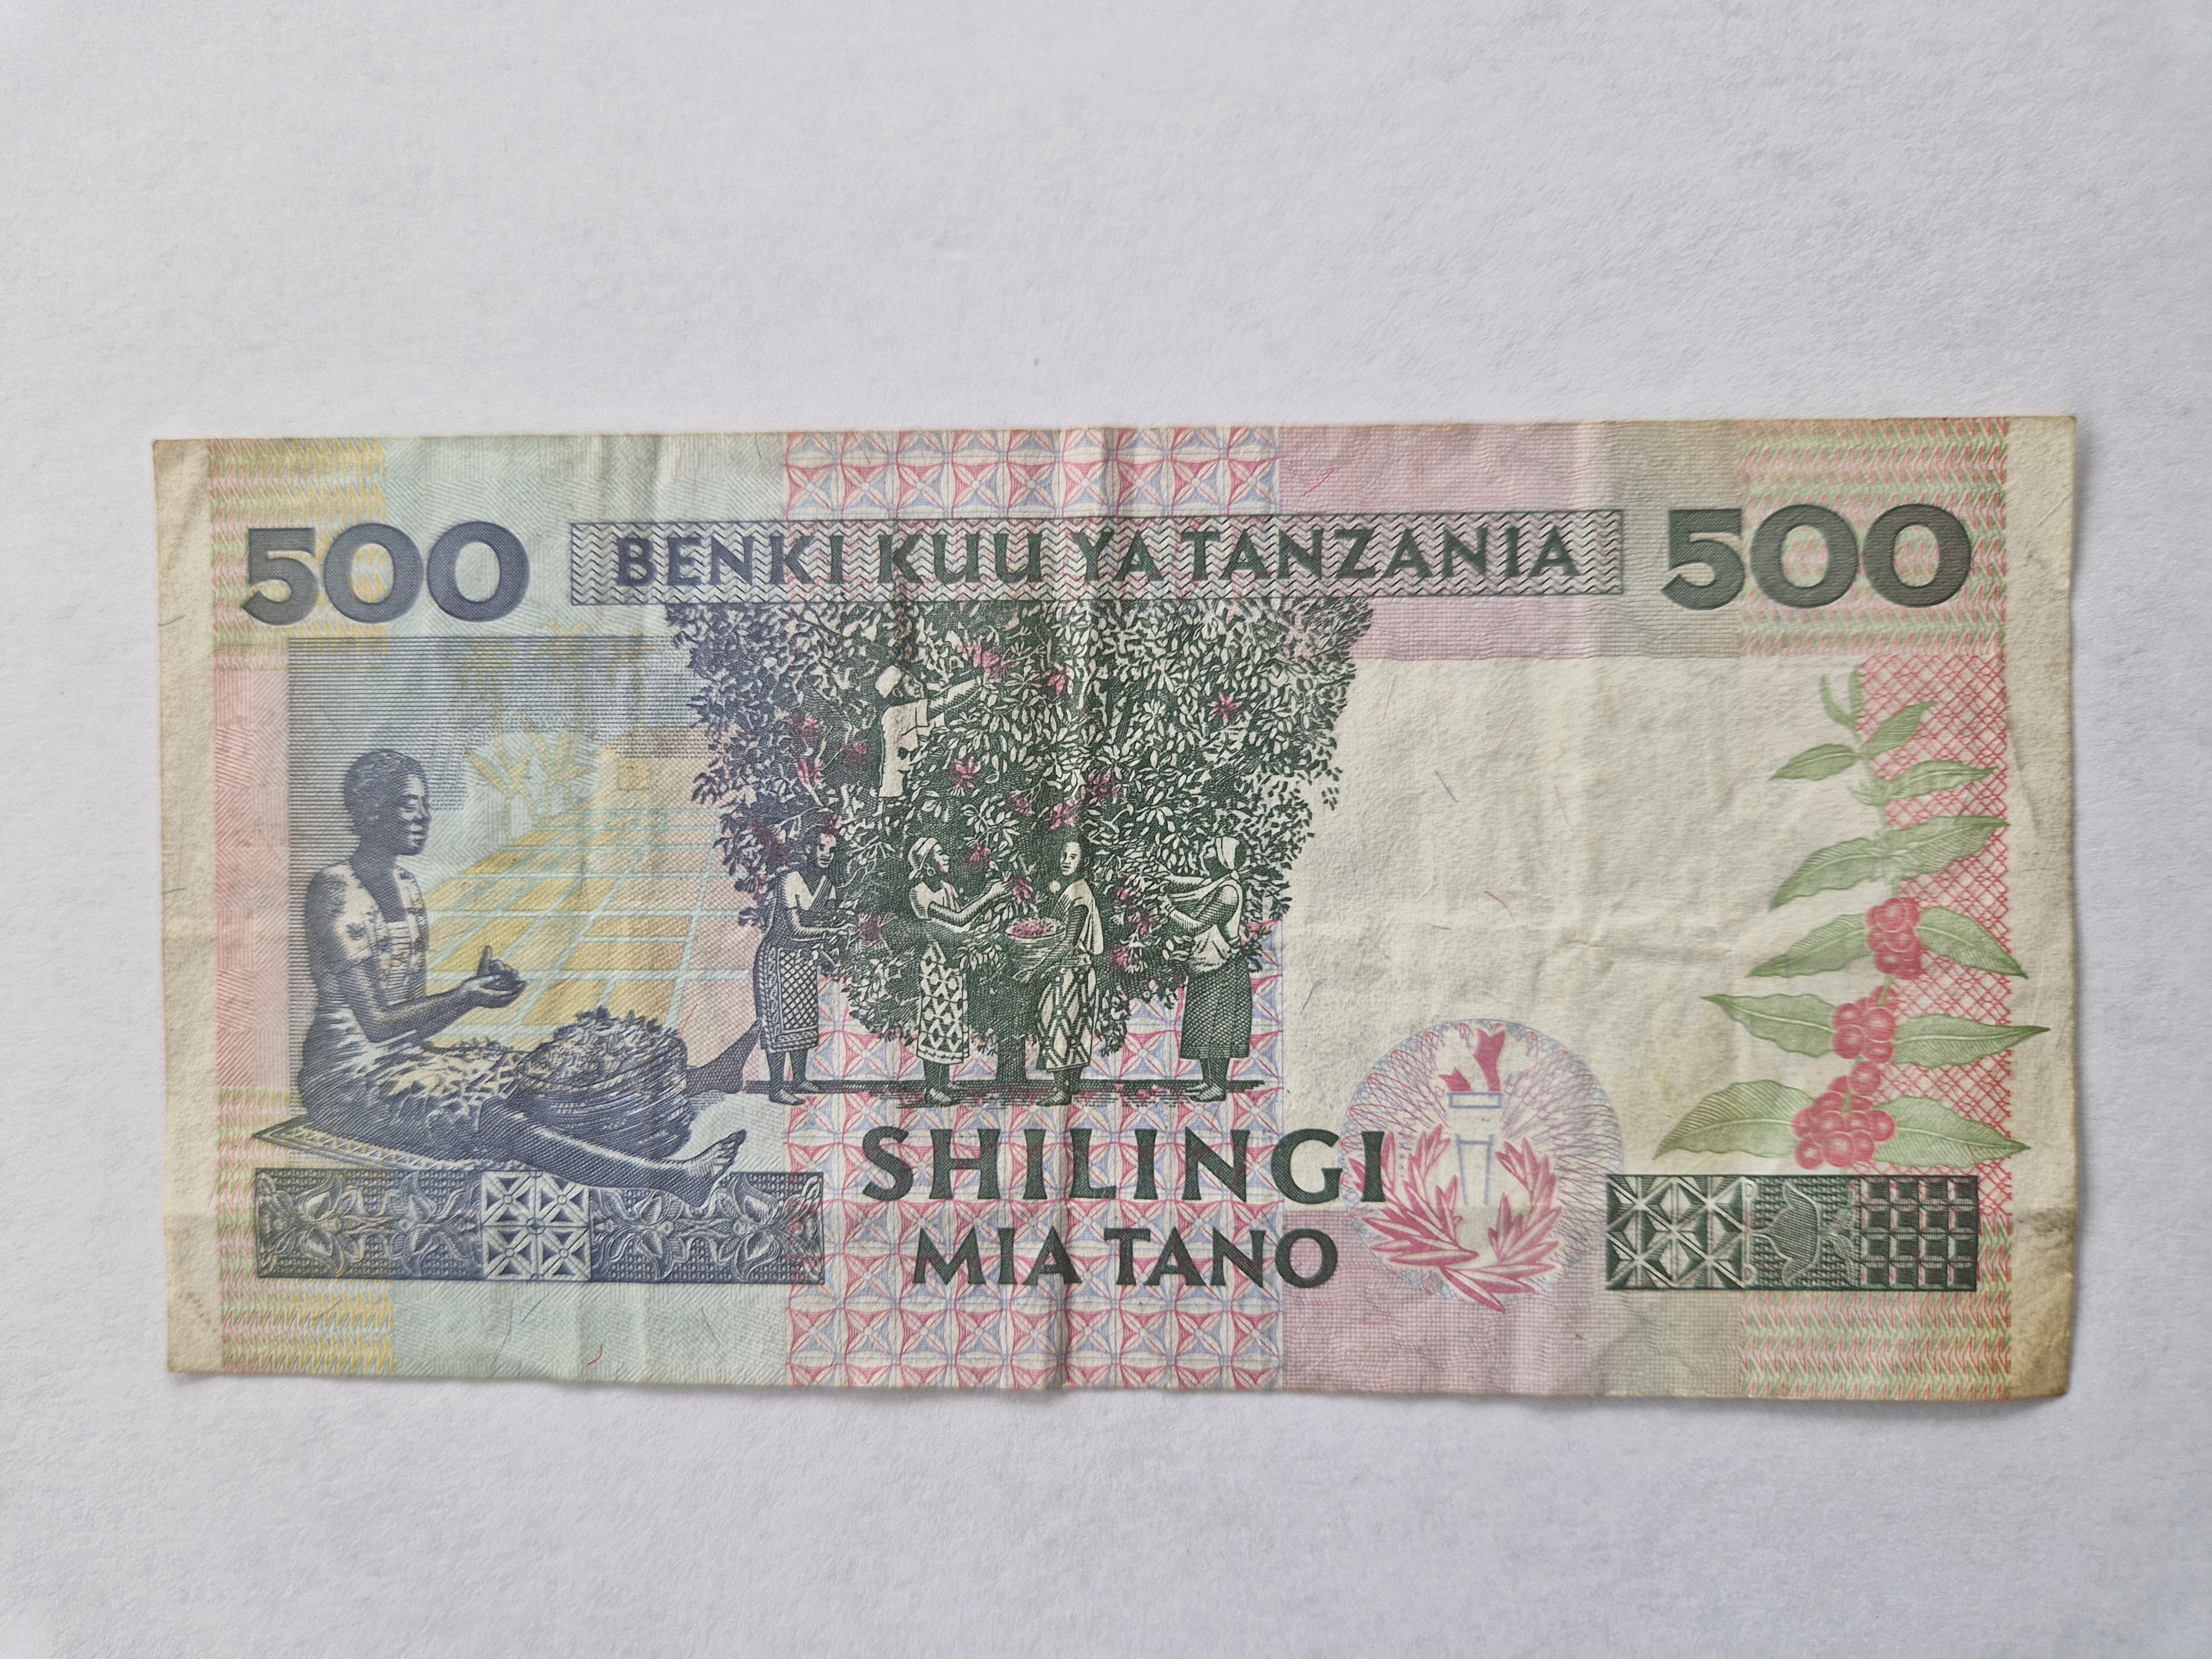 500 BENKI KUU YA TANZANIA 500
SHILINGI
MIA TANO